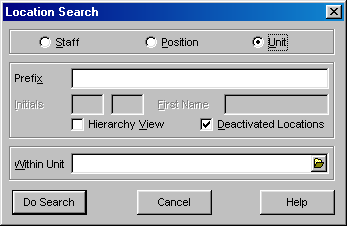 Location Search
Staff Position Unit
Prefix
Initials First Name
Hierarchy View Deactivated Locations
Within Unit
Do Search Cancel Help